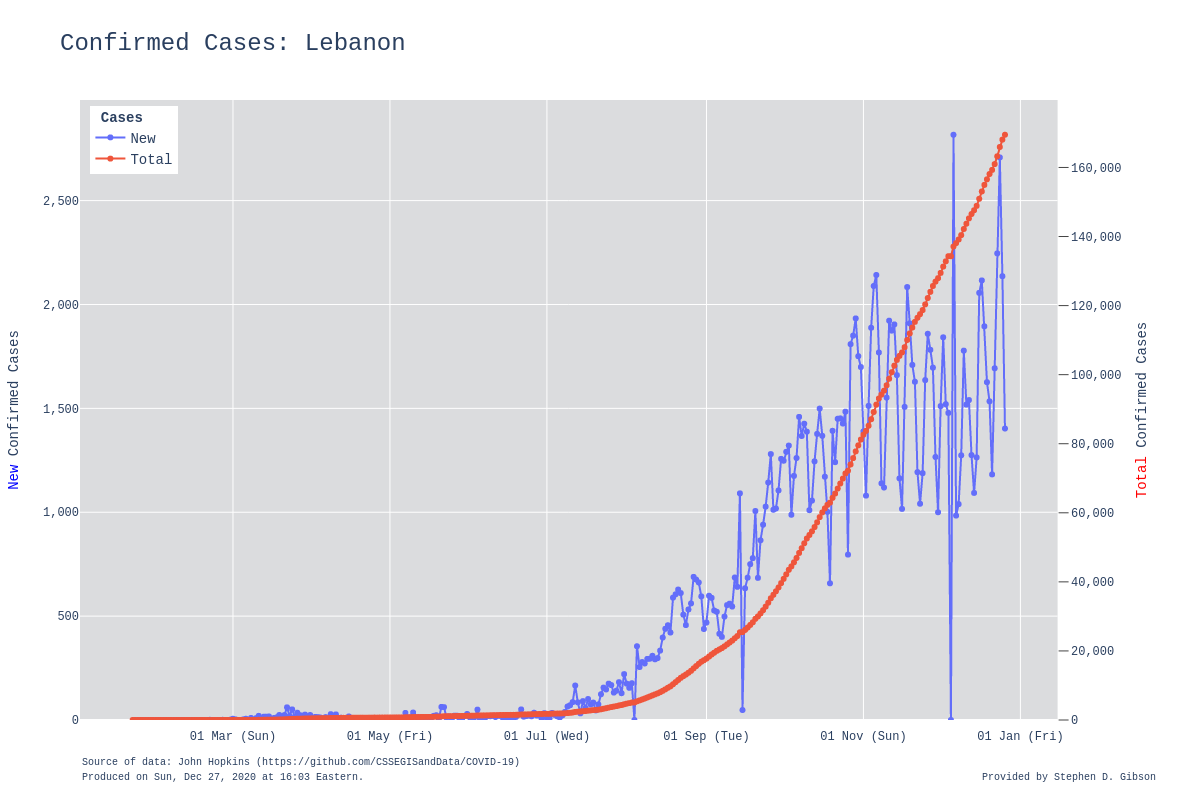 Confirmed Cases: Lebanon
Cases
New
Total
2,500
2,000
1,500
1,000
500
0
New Confirmed Cases
160,000
140,000
120,000
100,000
80,000
60,000
40,000
20,000
0
Total Confirmed Cases
01 Mar (Sun)
01 May (Fri)
01 Jul (Wed)
01 Sep (Tue)
01 Nov (Sun)
01 Jan (Fri)
Source of data: John Hopkins (https://github.com/CSSEGISandData/COVID-19)
Produced on Sun, Dec 27, 2020 at 16:03 Eastern.
Provided by Stephen D. Gibson